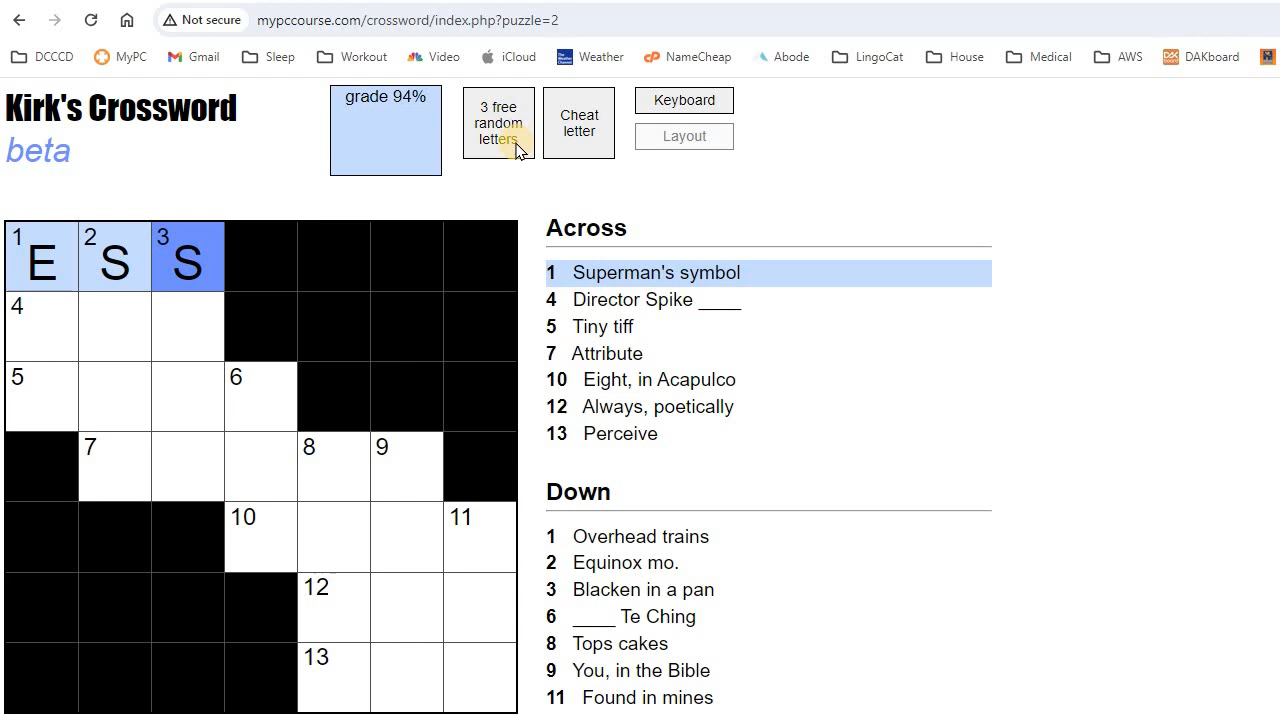 Not secure mypccourse.com/crossword/index.php?puzzle=2
DCCCD MyPC Gmail Sleep Workout Video iCloud Weather NameCheap Abode LingoCat House Medical AWS DAKboard
Kirk's Crossword
beta
grade 94%
3 free
random
letters
Cheat
letter
Keyboard
Layout
1 E 2 S 3 S
4
5 6
7 8 9
10 11
12
13
Across
1 Superman's symbol
4 Director Spike ____
5 Tiny tiff
7 Attribute
10 Eight, in Acapulco
12 Always, poetically
13 Perceive
Down
1 Overhead trains
2 Equinox mo.
3 Blacken in a pan
6 ____ Te Ching
8 Tops cakes
9 You, in the Bible
11 Found in mines